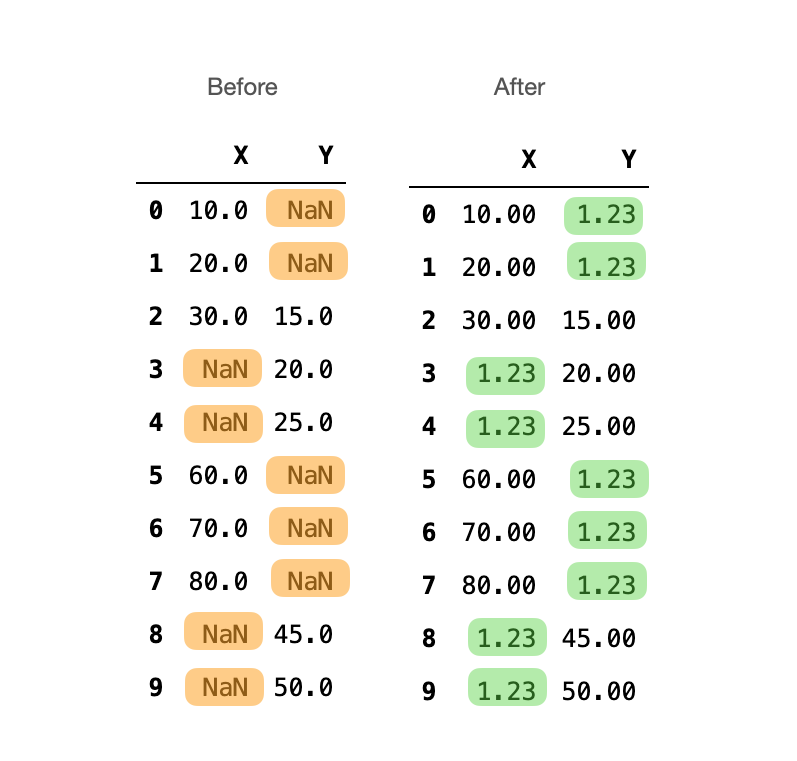 Before After
X Y X Y
0 10.0 NaN 0 10.00 1.23
1 20.0 NaN 1 20.00 1.23
2 30.0 15.0 2 30.00 15.00
3 NaN 20.0 3 1.23 20.00
4 NaN 25.0 4 1.23 25.00
5 60.0 NaN 5 60.00 1.23
6 70.0 NaN 6 70.00 1.23
7 80.0 NaN 7 80.00 1.23
8 NaN 45.0 8 1.23 45.00
9 NaN 50.0 9 1.23 50.00